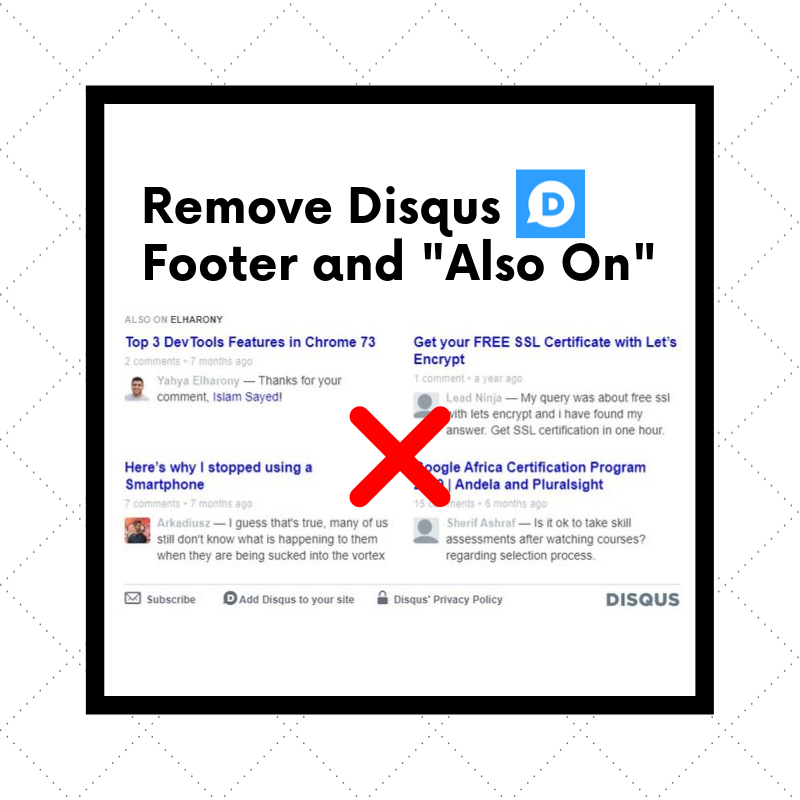 Remove Disqus D
Footer and "Also On"
ALSO ON ELHARONY
Top 3 DevTools Features in Chrome 73
2 comments • 7 months ago
Yahya Elharony — Thanks for your
comment, Islam Sayed!
Get your FREE SSL Certificate with Let's
Encrypt
1 comment • a year ago
Lead Ninja — My query was about free ssl
with lets encrypt and i have found my
answer. Get SSL certification in one hour.
Here's why I stopped using a
Smartphone
7 comments • 7 months ago
Arkadiusz — I guess that's true, many of us
still don't know what is happening to them
when they are being sucked into the vortex
Google Africa Certification Program
| Andela and Pluralsight
15 comments • 6 months ago
Sherif Ashraf — Is it ok to take skill
assessments after watching courses?
regarding selection process.
Subscribe D Add Disqus to your site Disqus' Privacy Policy DISQUS